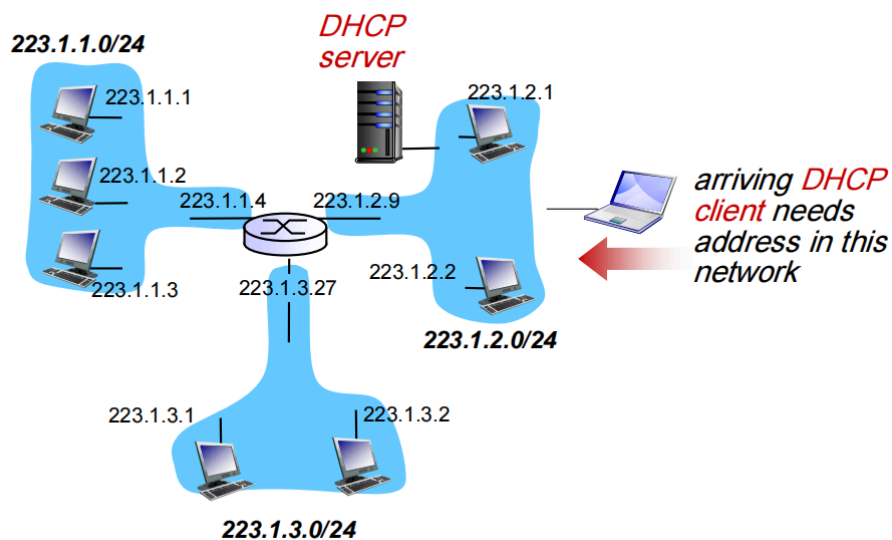 223.1.1.0/24
DHCP
server
223.1.1.1
223.1.2.1
223.1.1.2
223.1.1.4
223.1.2.9
arriving DHCP
client needs
address in this
network
223.1.1.3
223.1.3.27
223.1.2.2
223.1.2.0/24
223.1.3.1
223.1.3.2
223.1.3.0/24